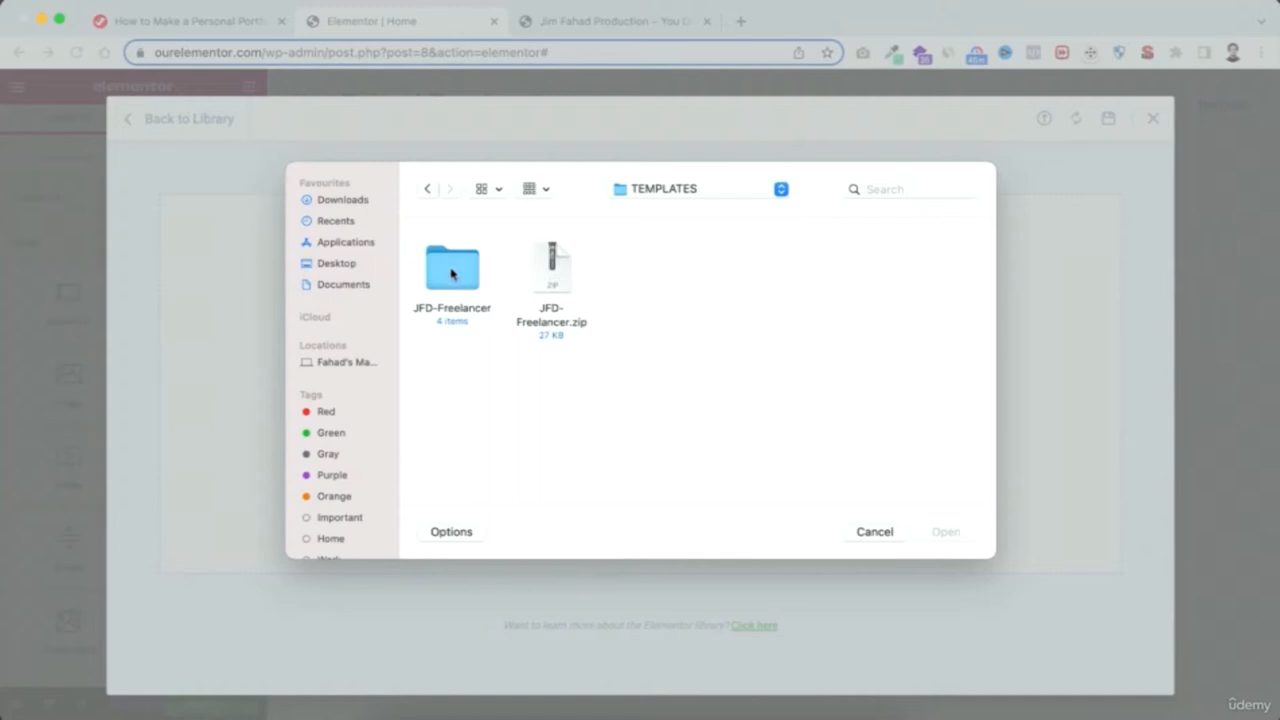 How to Make a Personal Portf
Elementor | Home
Jim Fahad Production – You D
ourelementor.com/wp-admin/post.php?post=8&action=elementor#
elementor
Back to Library
Favourites
Downloads
Recents
Applications
Desktop
Documents
iCloud
Locations
Fahad's Ma...
Tags
Red
Green
Gray
Purple
Orange
Important
Home
TEMPLATES
Search
JFD-Freelancer
4 items
JFD-
Freelancer.zip
27 KB
ZIP
Options
Cancel
Open
Want to learn more about the Elementor library? Click here
ûdemy